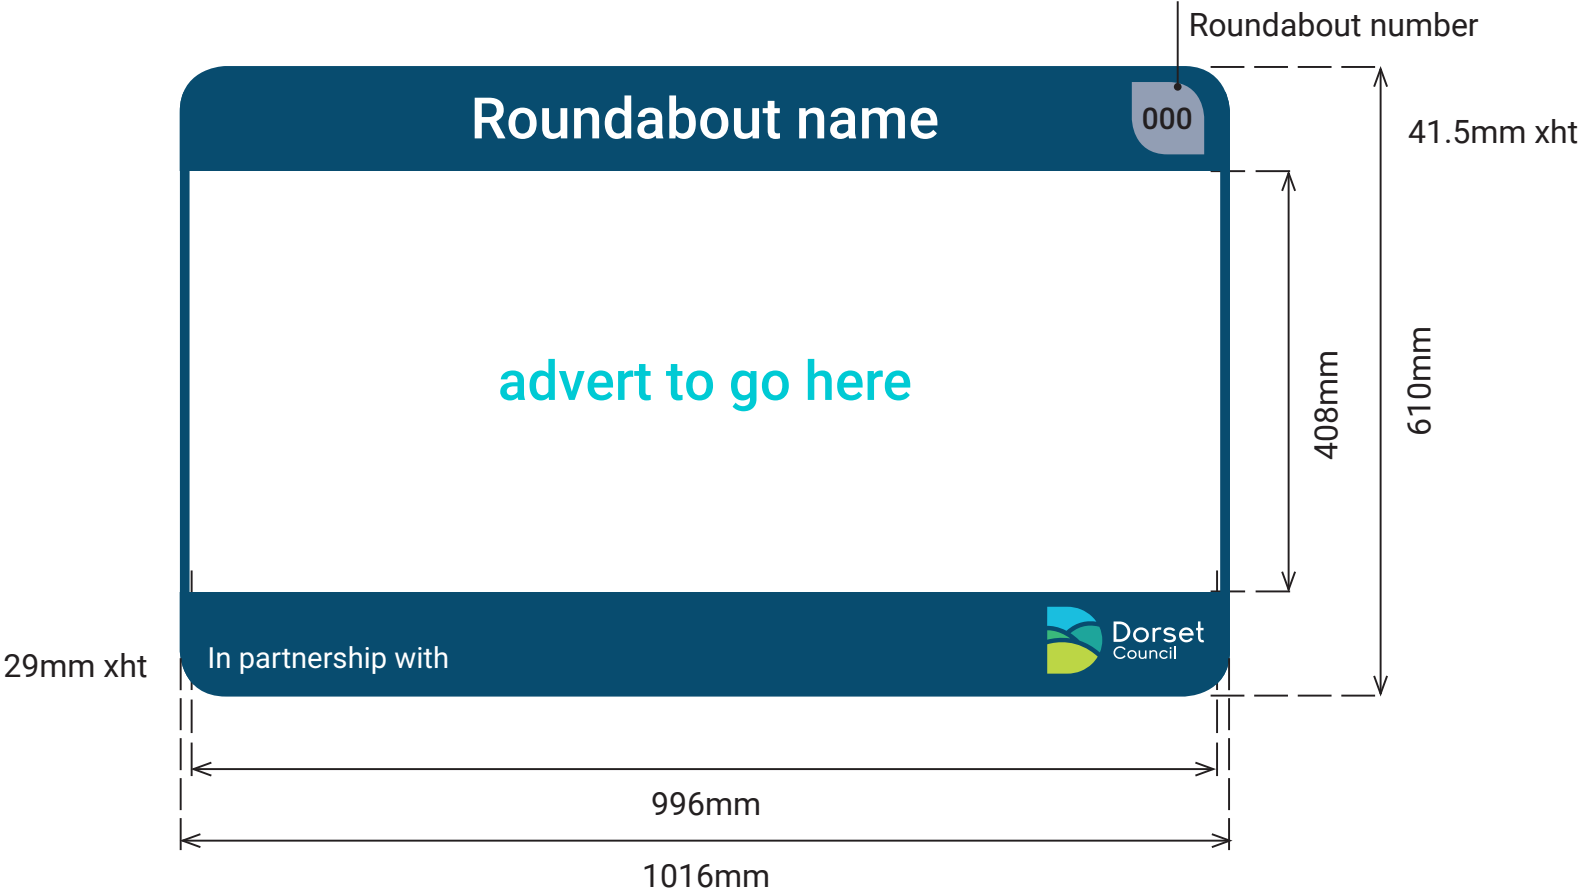 Roundabout number
Roundabout name
000
41.5mm xht
advert to go here
408mm
610mm
In partnership with
Dorset
Council
29mm xht
996mm
1016mm